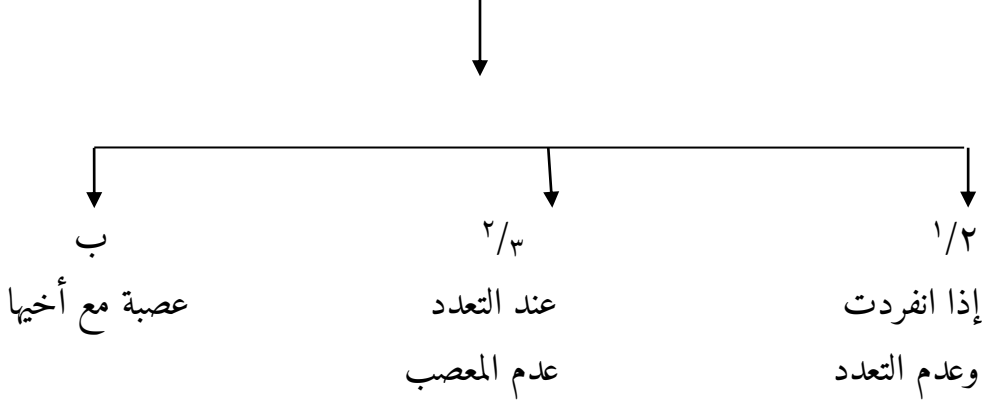 ١/٢ ٢/٣ ب
إذا انفردت عند التعدد عصبة مع أخيها
وعدم التعدد عدم المعصب